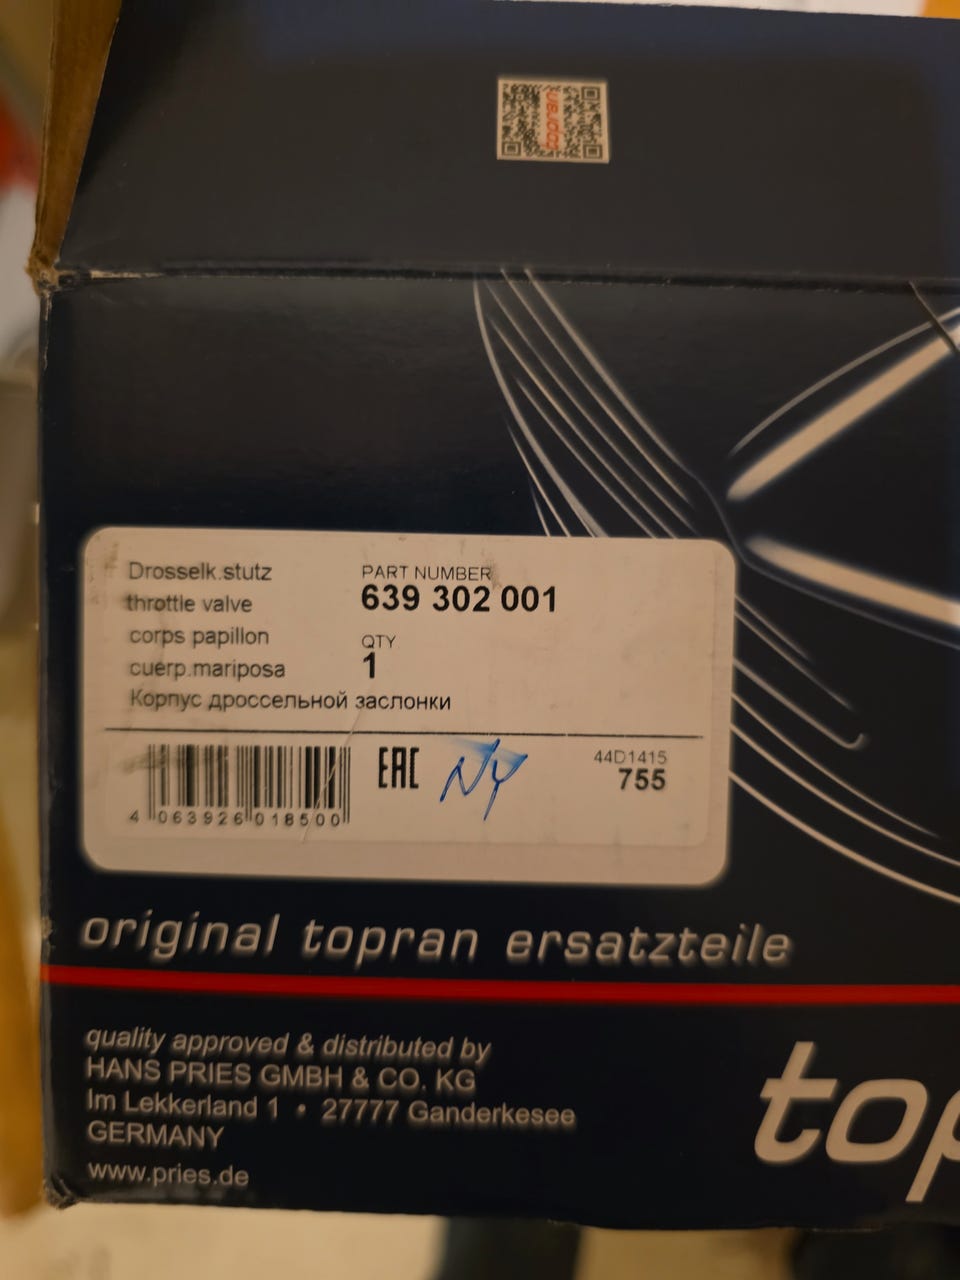 topran
Drosselk.stutz
throttle valve
corps papillon
cuerp.mariposa
Корпус дроссельной заслонки
PART NUMBER
639 302 001
QTY
1
4 063926 018500
EAC
NY
44D1415
755
original topran ersatzteile
quality approved & distributed by
HANS PRIES GMBH & CO. KG
Im Lekkerland 1 • 27777 Ganderkesee
GERMANY
www.pries.de
top